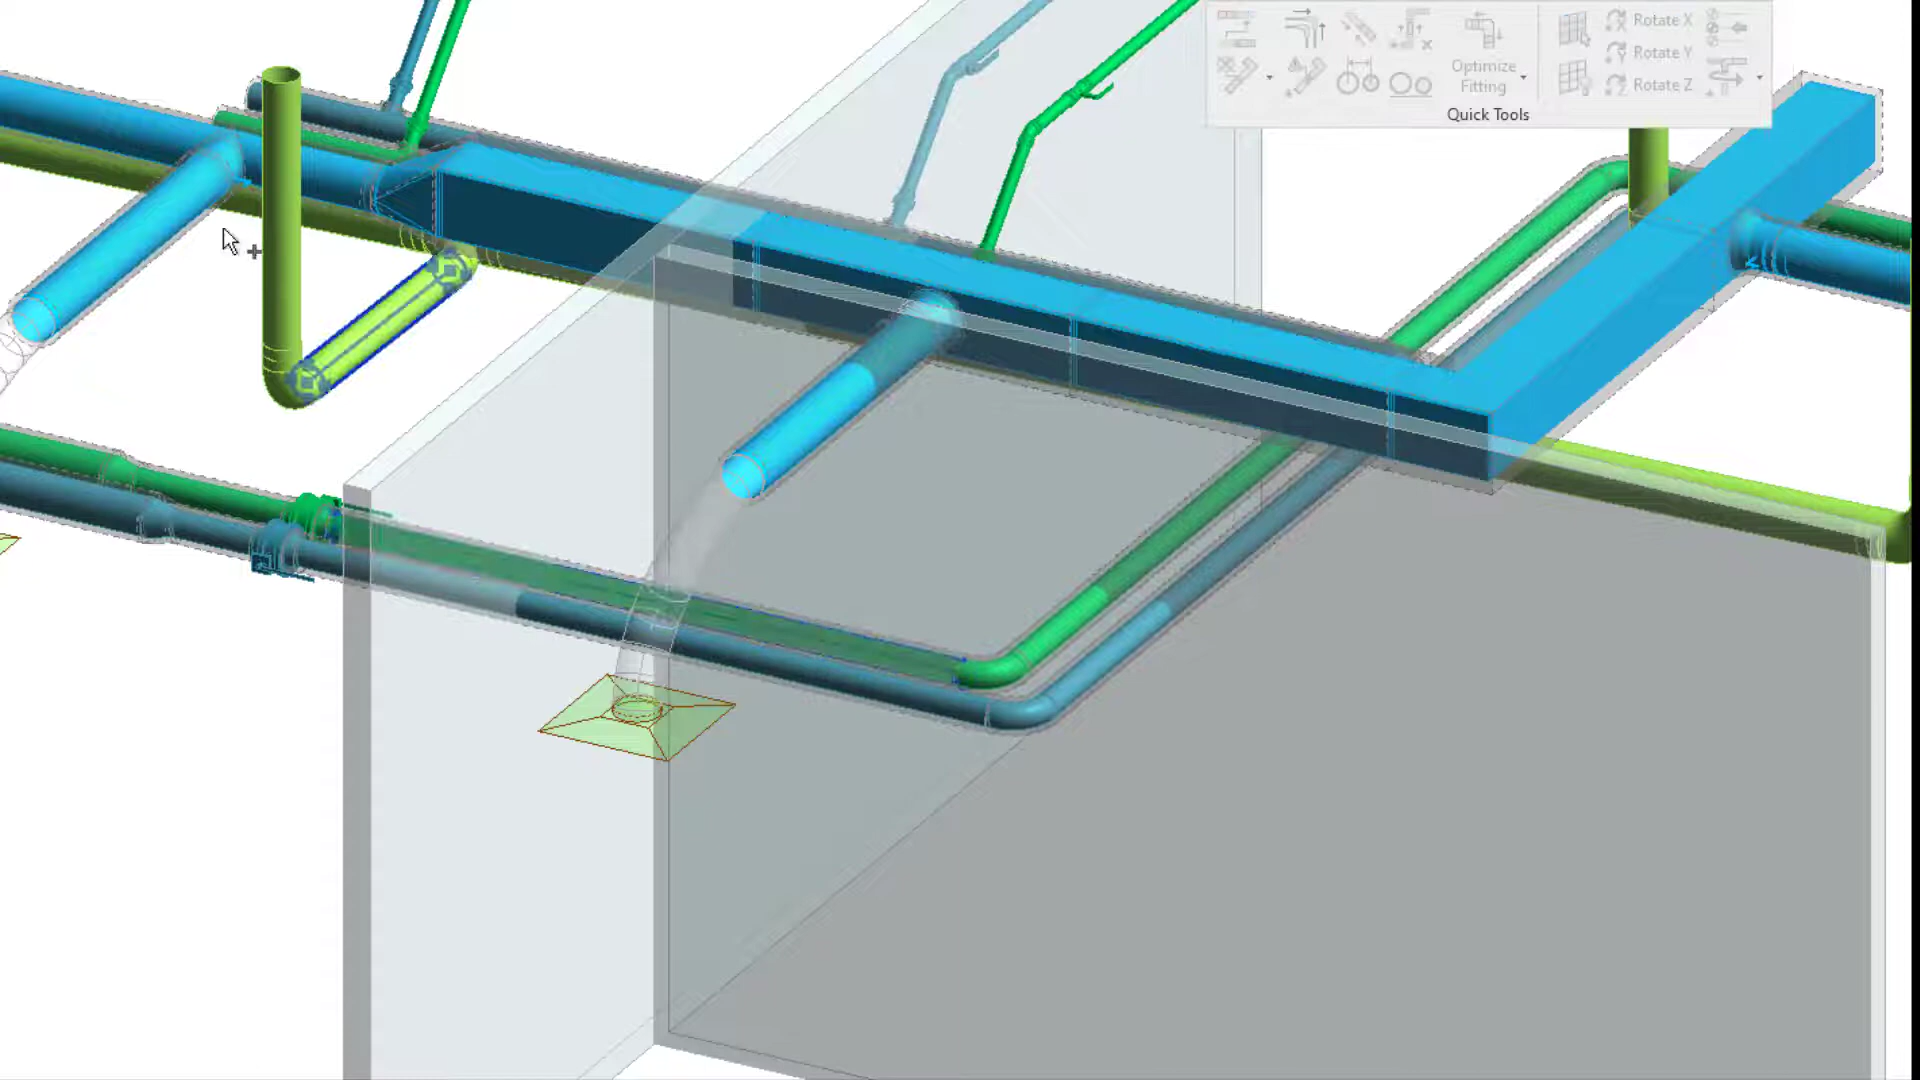 Rotate X
Rotate Y
Optimize
Fitting
Rotate Z
Quick Tools